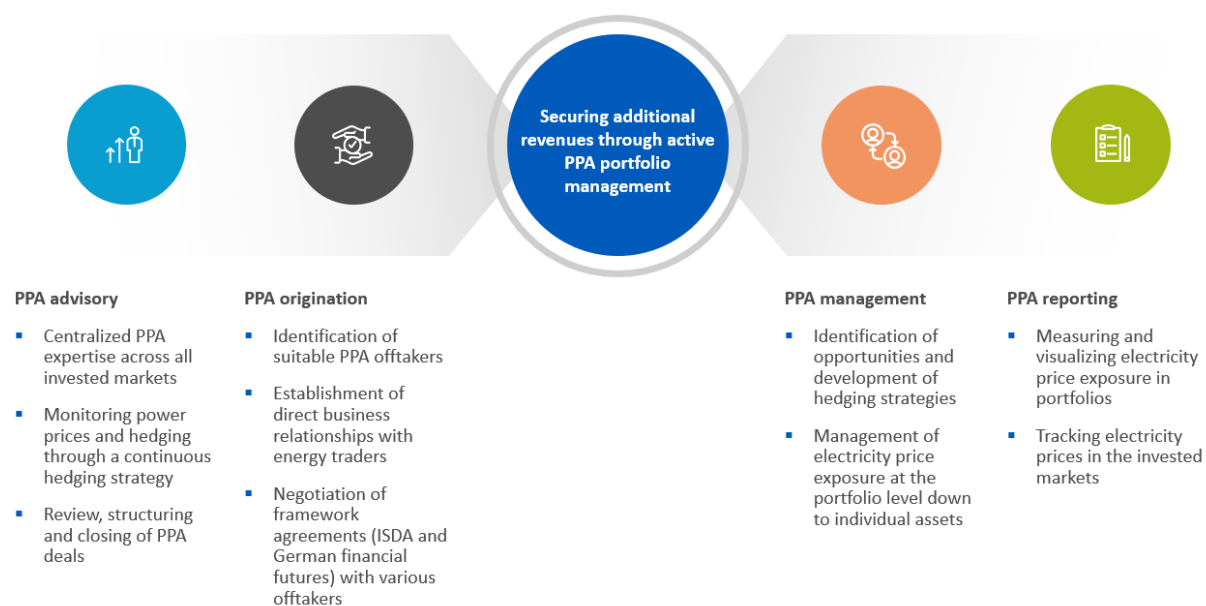 Securing additional
revenues through active
PPA portfolio
management
PPA advisory
▪ Centralized PPA
expertise across all
invested markets
▪ Monitoring power
prices and hedging
through a continuous
hedging strategy
▪ Review, structuring
and closing of PPA
deals
PPA origination
▪ Identification of
suitable PPA offtakers
▪ Establishment of
direct business
relationships with
energy traders
▪ Negotiation of
framework
agreements (ISDA and
German financial
futures) with various
offtakers
PPA management
▪ Identification of
opportunities and
development of
hedging strategies
▪ Management of
electricity price
exposure at the
portfolio level down
to individual assets
PPA reporting
▪ Measuring and
visualizing electricity
price exposure in
portfolios
▪ Tracking electricity
prices in the invested
markets